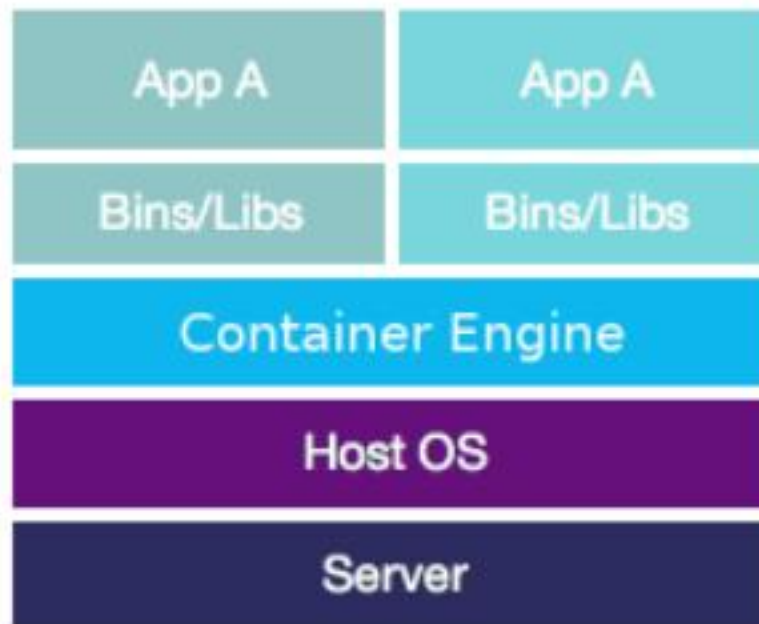 App A App A
Bins/Libs Bins/Libs
Container Engine
Host OS
Server